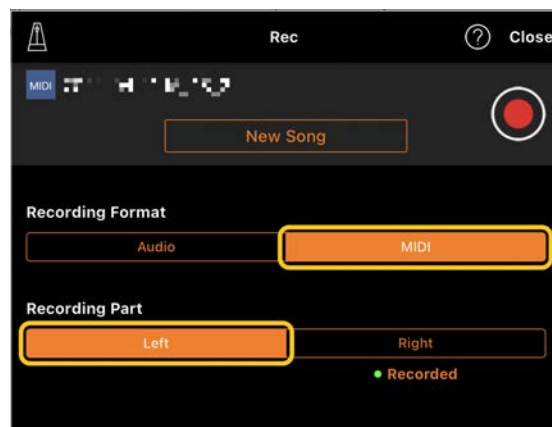 Rec
? Close
MIDI
New Song
Recording Format
Audio MIDI
Recording Part
Left Right
Recorded